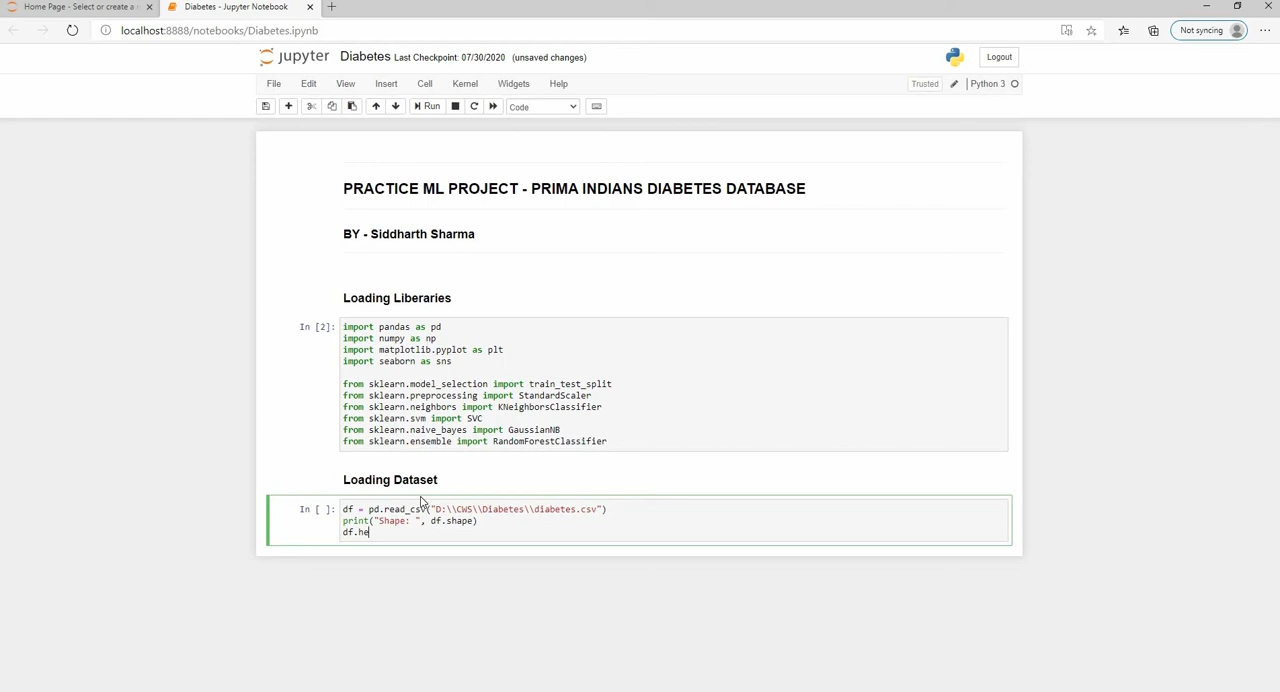 Home Page - Select or create a n
Diabetes - Jupyter Notebook
localhost:8888/notebooks/Diabetes.ipynb
Not syncing
jupyter Diabetes Last Checkpoint: 07/30/2020 (unsaved changes)
Logout
File Edit View Insert Cell Kernel Widgets Help
Trusted
Python 3
Run
Code
PRACTICE ML PROJECT - PRIMA INDIANS DIABETES DATABASE
BY - Siddharth Sharma
Loading Liberaries
In [2]:
import pandas as pd
import numpy as np
import matplotlib.pyplot as plt
import seaborn as sns
from sklearn.model_selection import train_test_split
from sklearn.preprocessing import StandardScaler
from sklearn.neighbors import KNeighborsClassifier
from sklearn.svm import SVC
from sklearn.naive_bayes import GaussianNB
from sklearn.ensemble import RandomForestClassifier
Loading Dataset
In [ ]:
df = pd.read_csv("D:\\CWS\\Diabetes\\diabetes.csv")
print("Shape: ", df.shape)
df.he